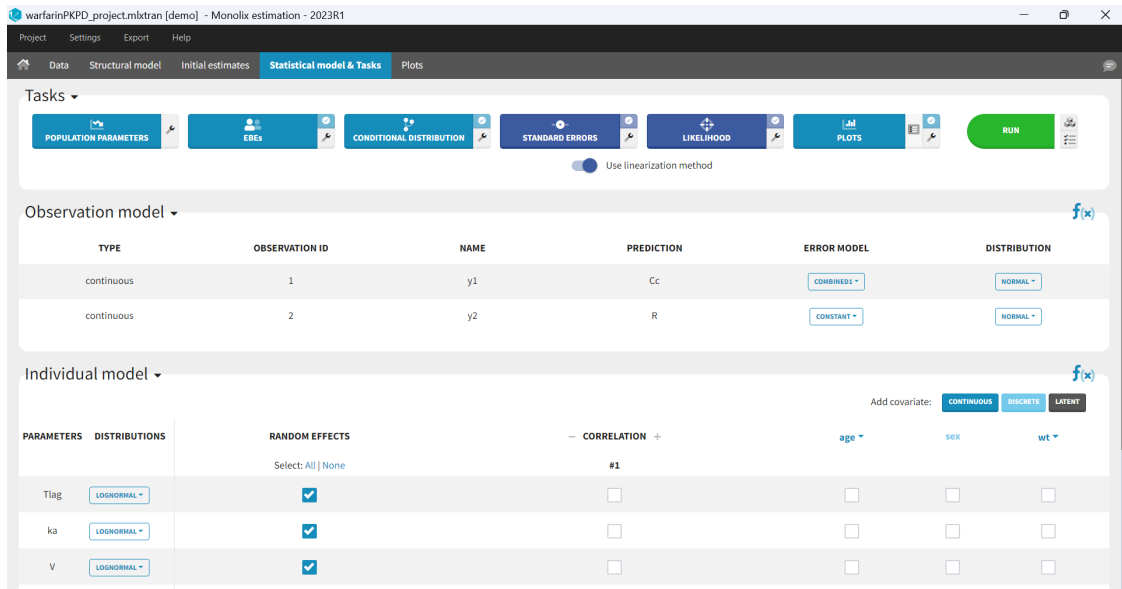 warfarinPKPD_project.mlxtran [demo] - Monolix estimation - 2023R1
Project Settings Export Help
Data Structural model Initial estimates Statistical model & Tasks Plots
Tasks
POPULATION PARAMETERS EBEs CONDITIONAL DISTRIBUTION STANDARD ERRORS LIKELIHOOD PLOTS RUN
Use linearization method
Observation model f(x)
TYPE OBSERVATION ID NAME PREDICTION ERROR MODEL DISTRIBUTION
continuous 1 y1 Cc COMBINED1 NORMAL
continuous 2 y2 R CONSTANT NORMAL
Individual model f(x)
Add covariate: CONTINUOUS DISCRETE LATENT
PARAMETERS DISTRIBUTIONS RANDOM EFFECTS − CORRELATION + age sex wt
Select: All | None #1
Tlag LOGNORMAL
ka LOGNORMAL
V LOGNORMAL